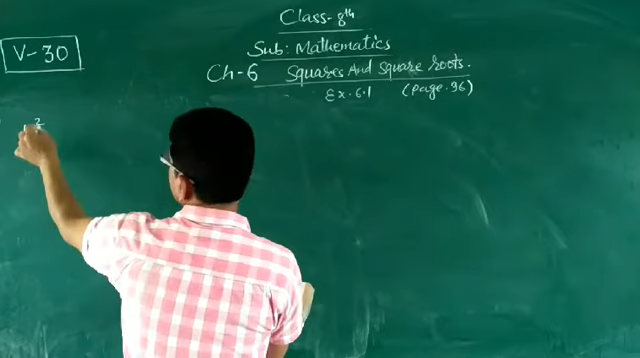 Class- 8th
V-30
Sub: Mathematics
Ch-6 Squares And Square roots.
Ex. 6.1 (Page. 96)